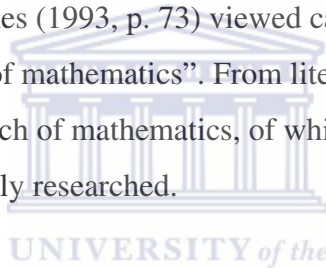 es (1993, p. 73) viewed ca
of mathematics”. From lite
ch of mathematics, of whi
ly researched.
UNIVERSITY of the